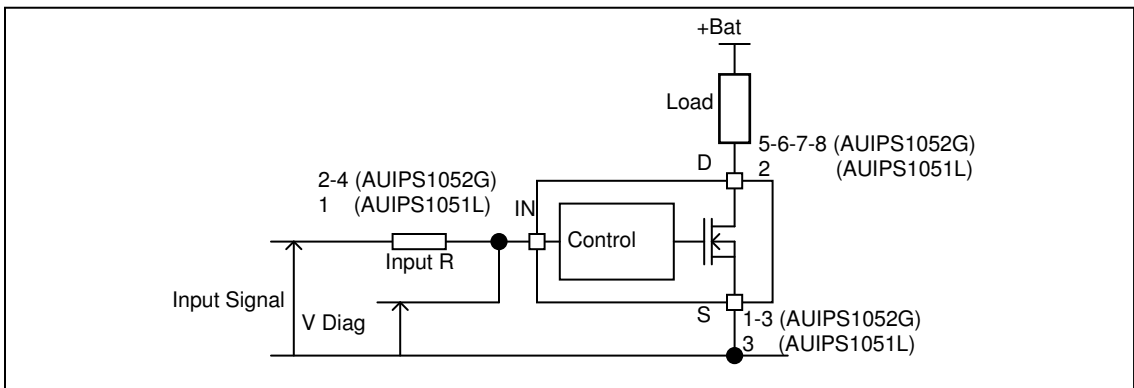 +Bat
Load
5-6-7-8 (AUIPS1052G)
D
2 (AUIPS1051L)
2-4 (AUIPS1052G)
1 (AUIPS1051L)
IN
Control
Input R
Input Signal
V Diag
S
1-3 (AUIPS1052G)
3 (AUIPS1051L)